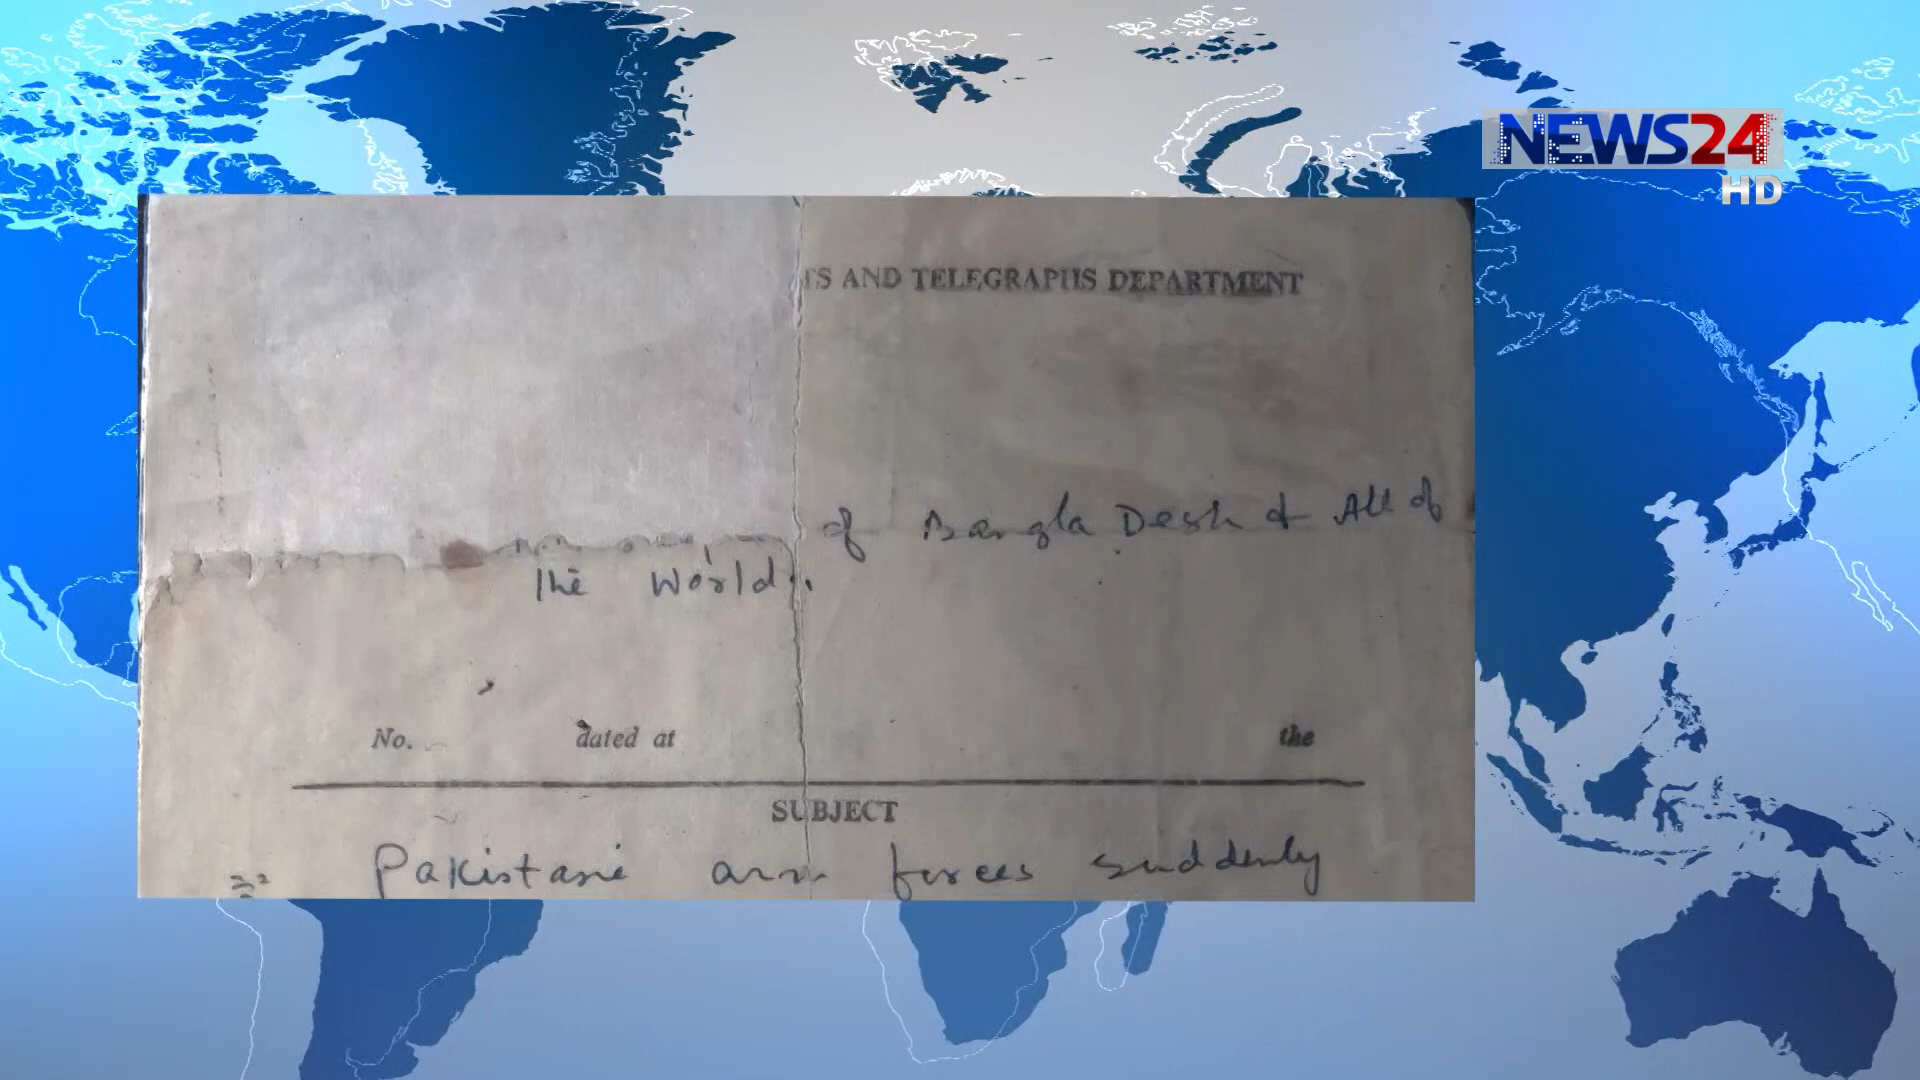 NEWS24
HD
TS AND TELEGRAPHS DEPARTMENT
of Bangla Desh & All of
The World.
No. dated at the
SUBJECT
Pakistani forces suddenly